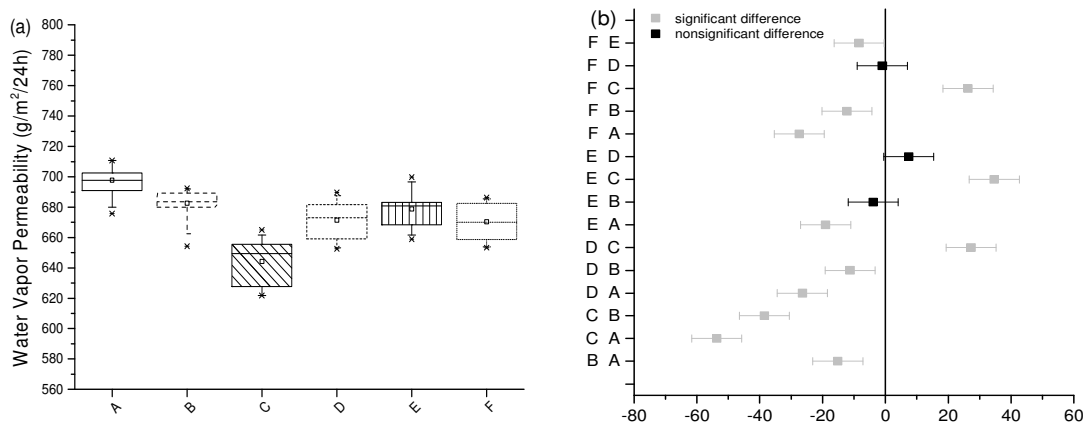 (a)
Water Vapor Permeability (g/m²/24h)
800
780
760
740
720
700
680
660
640
620
600
580
560
A B C D E F
(b)
significant difference
nonsignificant difference
F E
F D
F C
F B
F A
E D
E C
E B
E A
D C
D B
D A
C B
C A
B A
-80 -60 -40 -20 0 20 40 60